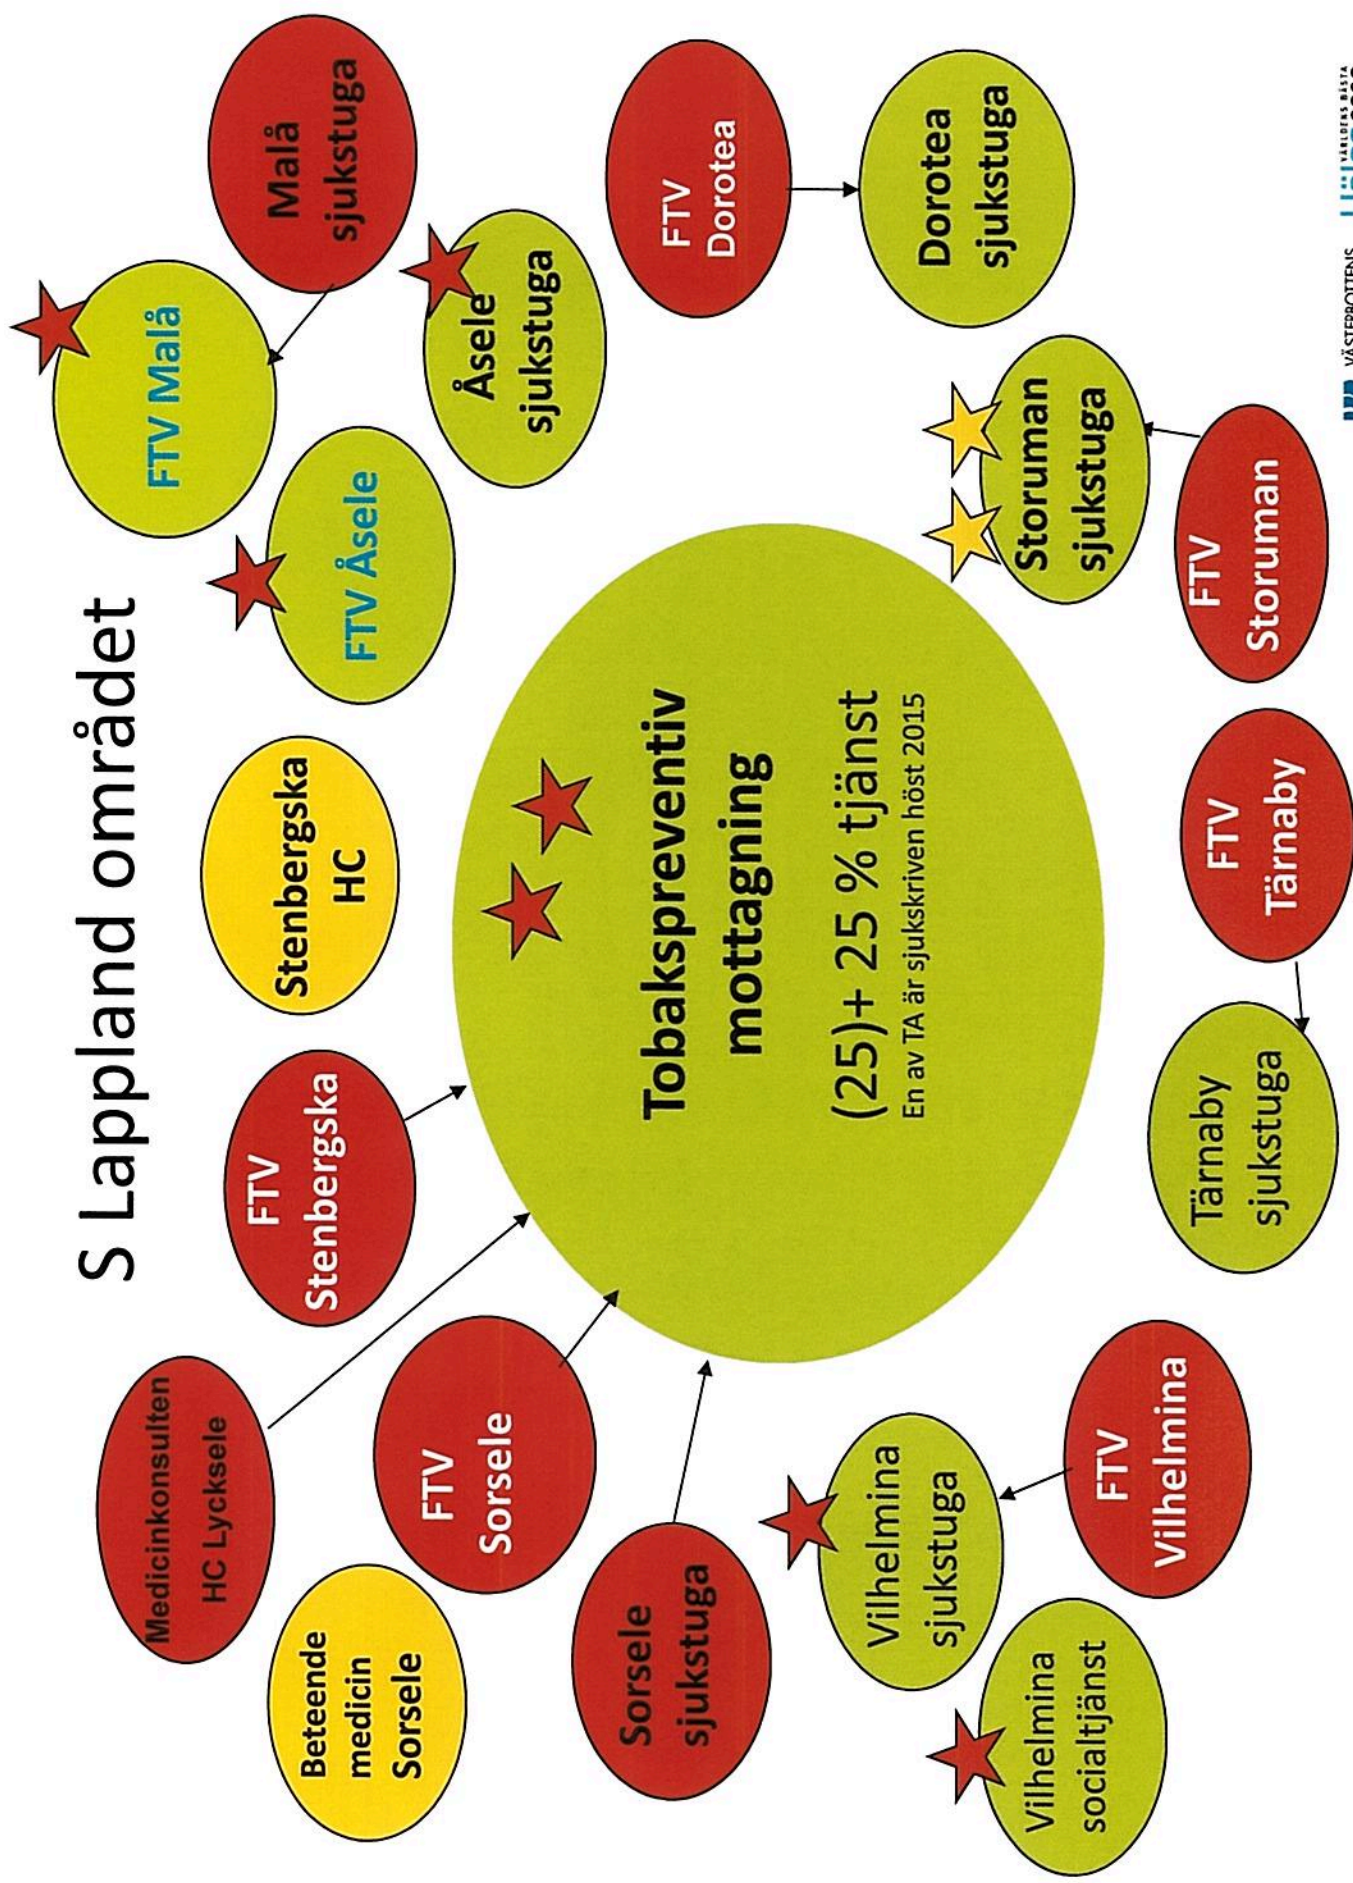 S Lappland området
FTV Malå
Medicinkonsulten
HC Lycksele
FTV
Stenbergska
Stenbergska
HC
FTV Åsele
Malå
sjukstuga
Beteende
medicin
Sorsele
FTV
Sorsele
Åsele
sjukstuga
Sorsele
sjukstuga
Tobakspreventiv
mottagning
(25)+ 25 % tjänst
En av TA är sjukskriven höst 2015
FTV
Dorotea
Vilhelmina
sjukstuga
Dorotea
sjukstuga
Vilhelmina
socialtjänst
Storuman
sjukstuga
FTV
Vilhelmina
Tärnaby
sjukstuga
FTV
Tärnaby
FTV
Storuman
VÄSTERBOTTENS
VÄRLDENS BÄSTA